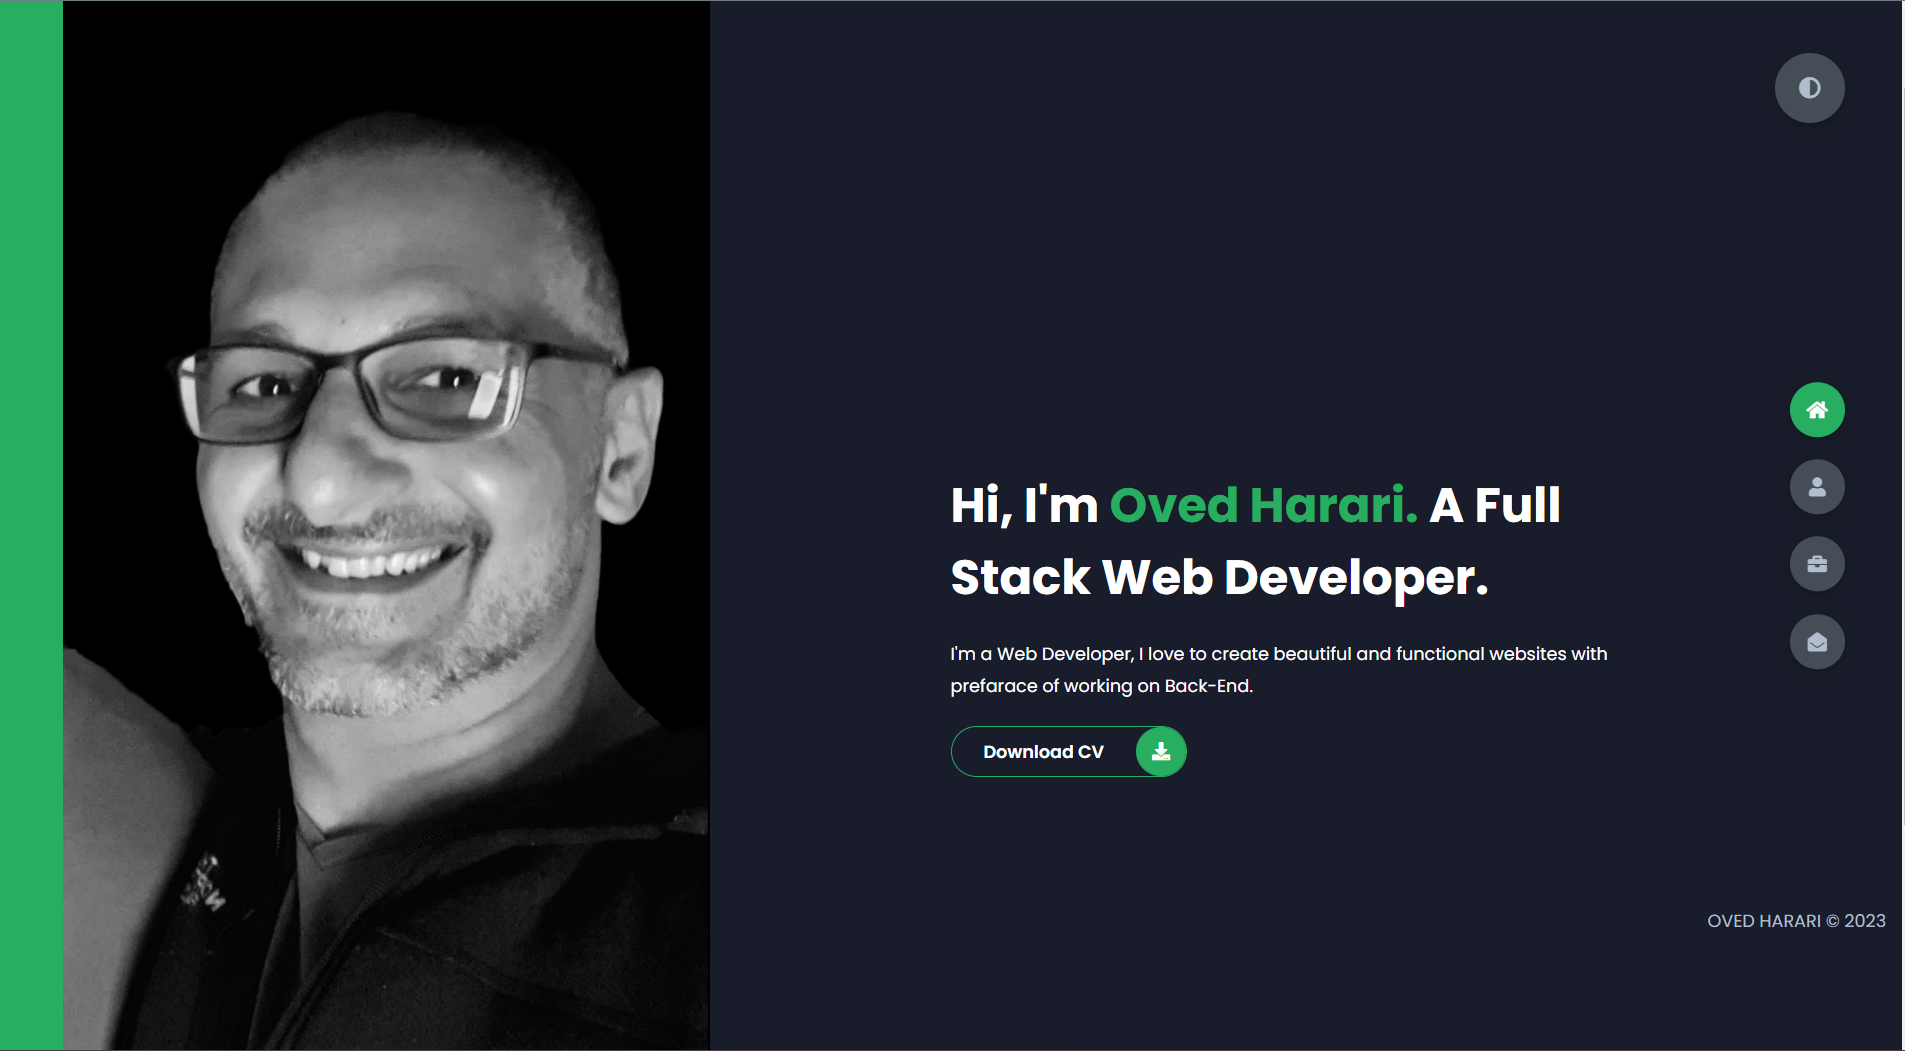 Hi, I'm Oved Harari. A Full
Stack Web Developer.
I'm a Web Developer, I love to create beautiful and functional websites with
prefarace of working on Back-End.
Download CV
OVED HARARI © 2023